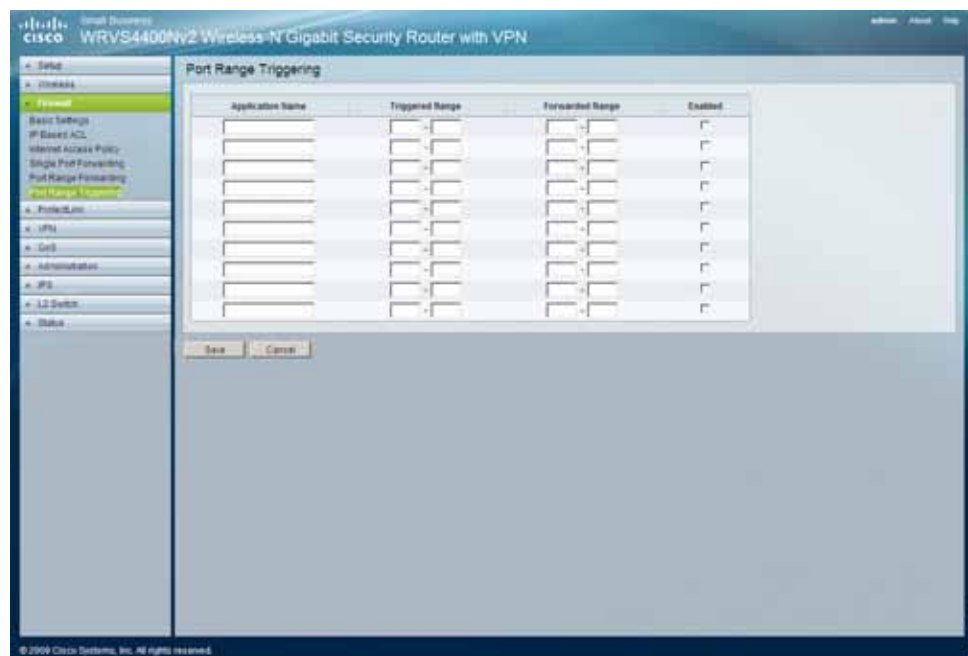 Small Business
cisco WRVS4400Nv2 Wireless-N Gigabit Security Router with VPN
admin About Help
Setup
Wireless
Firewall
Basic Settings
IP Based ACL
Internet Access Policy
Single Port Forwarding
Port Range Forwarding
Port Range Triggering
ProtectLink
VPN
QoS
Administration
IPS
L2 Switch
Status
Port Range Triggering
Application Name Triggered Range Forwarded Range Enabled
- -
- -
- -
- -
- -
- -
- -
- -
- -
- -
Save Cancel
© 2009 Cisco Systems, Inc. All rights reserved.